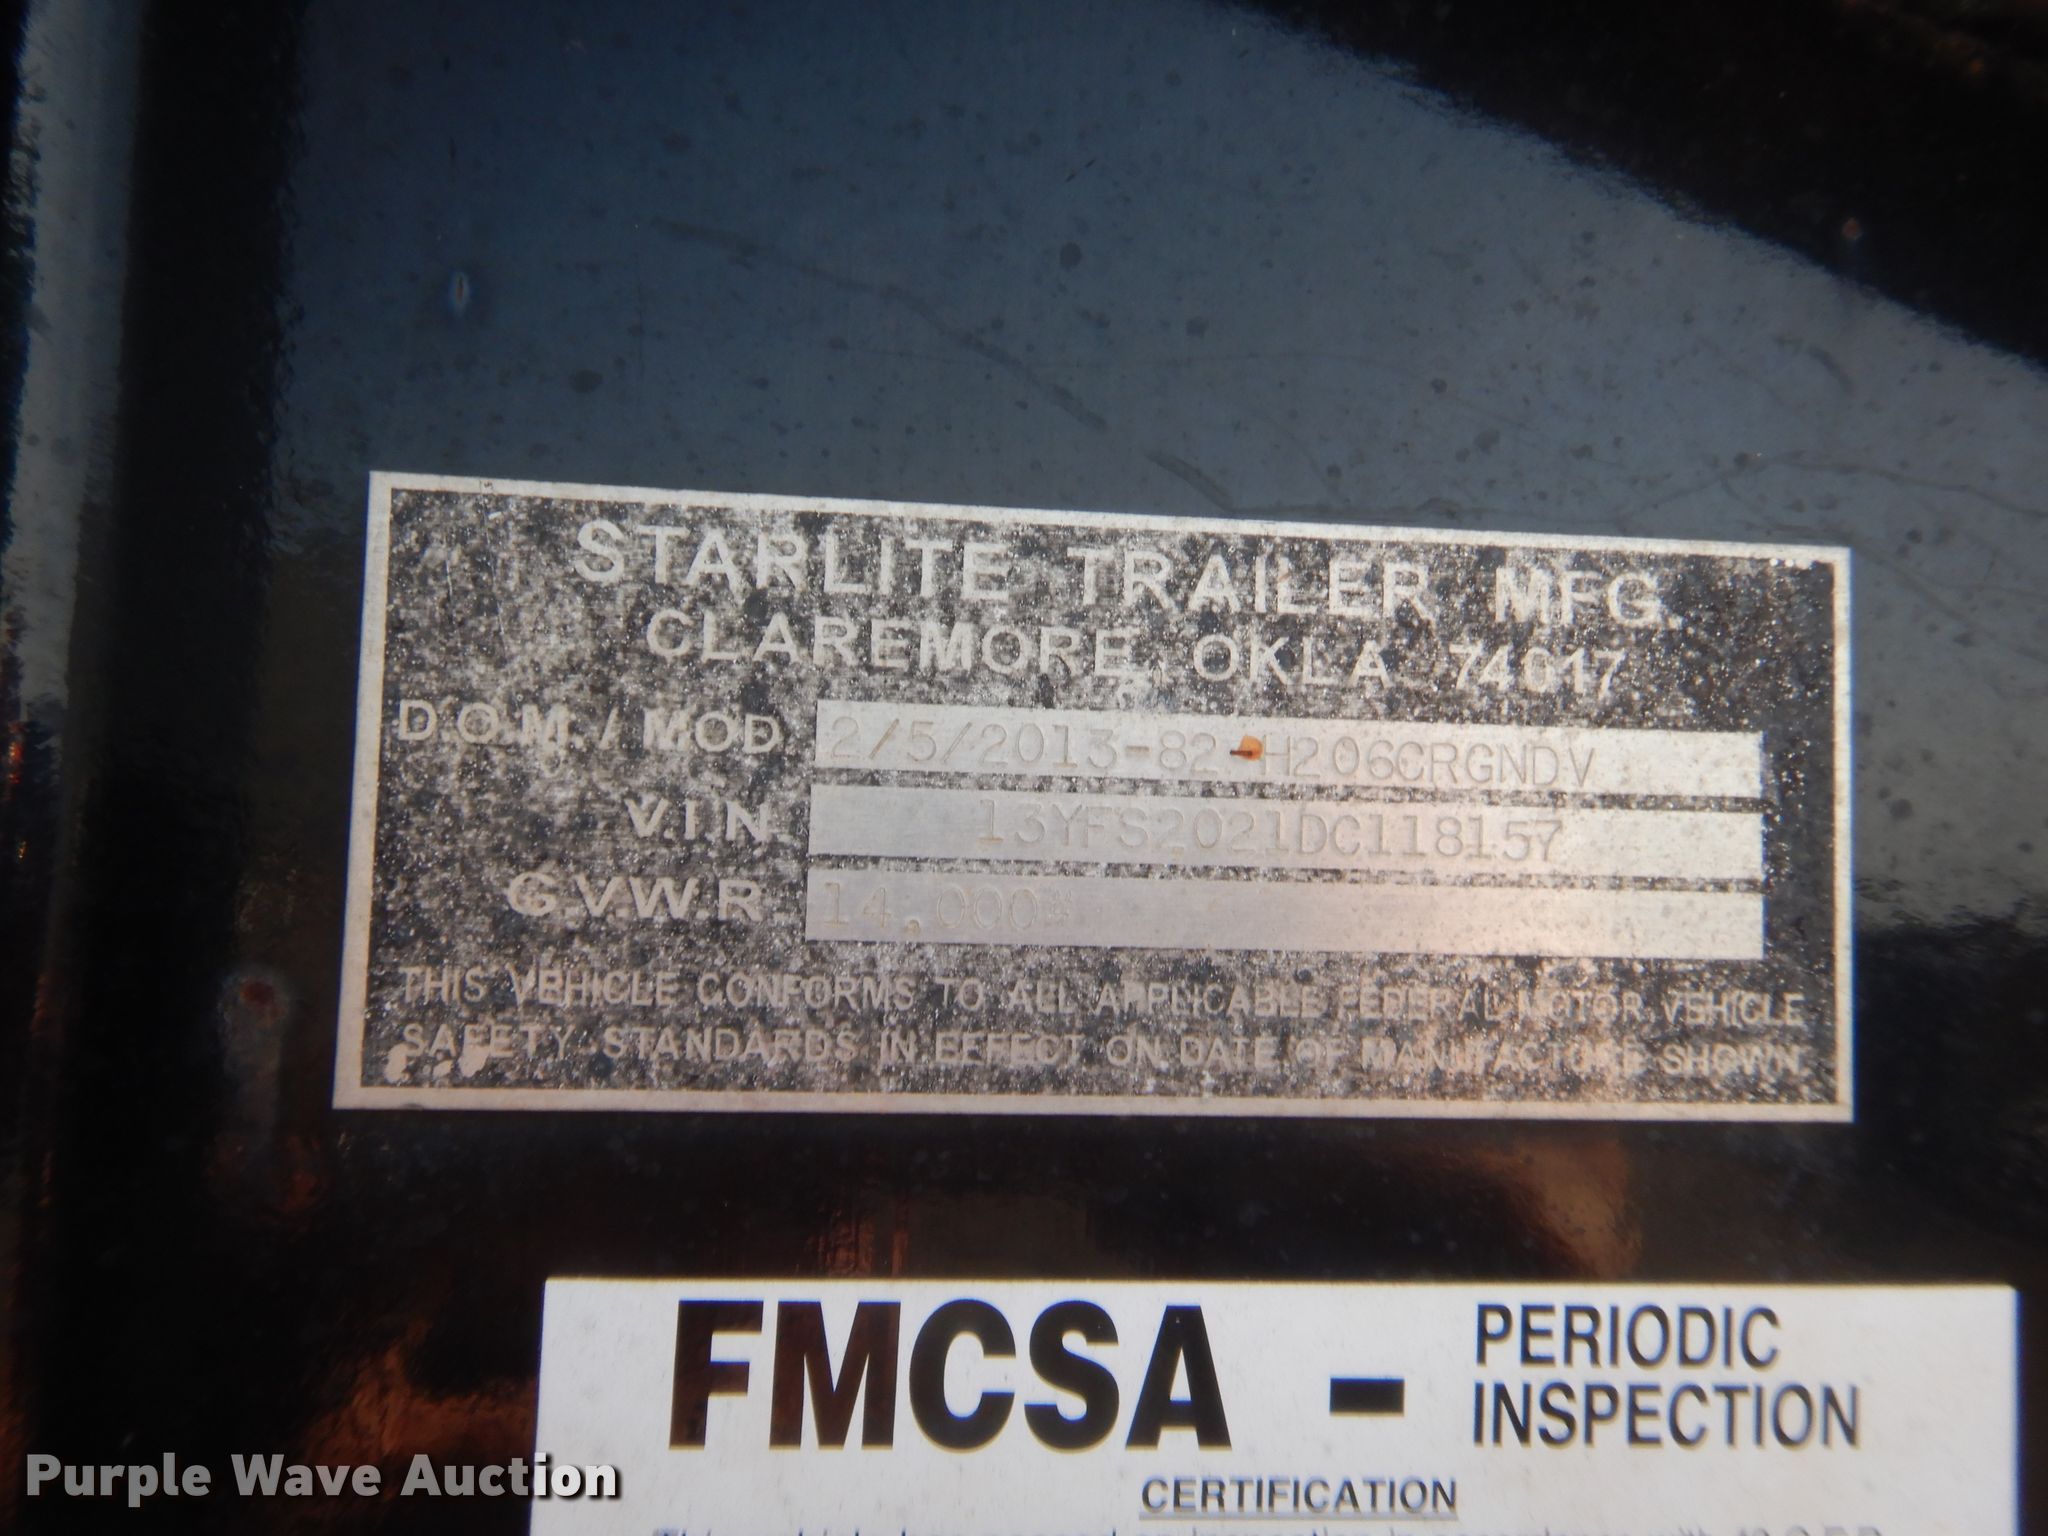 STARLITE TRAILER MFG.
CLAREMORE, OKLA 74017
D.O.M. / MOD 2/5/2013-82-H206CRGNDV
V.I.N. 13YFS2021DC118157
G.V.W.R. 14,000#
THIS VEHICLE CONFORMS TO ALL APPLICABLE FEDERAL MOTOR VEHICLE
SAFETY STANDARDS IN EFFECT ON DATE OF MANUFACTURE SHOWN.
FMCSA - PERIODIC
INSPECTION
CERTIFICATION
Purple Wave Auction